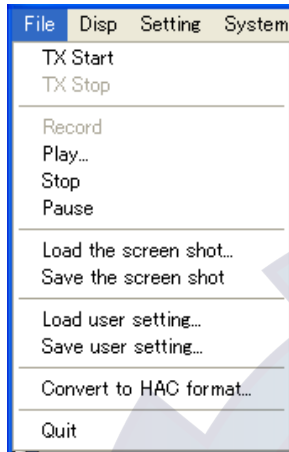 File Disp Setting System
TX Start
TX Stop
Record
Play...
Stop
Pause
Load the screen shot...
Save the screen shot
Load user setting...
Save user setting...
Convert to HAC format...
Quit